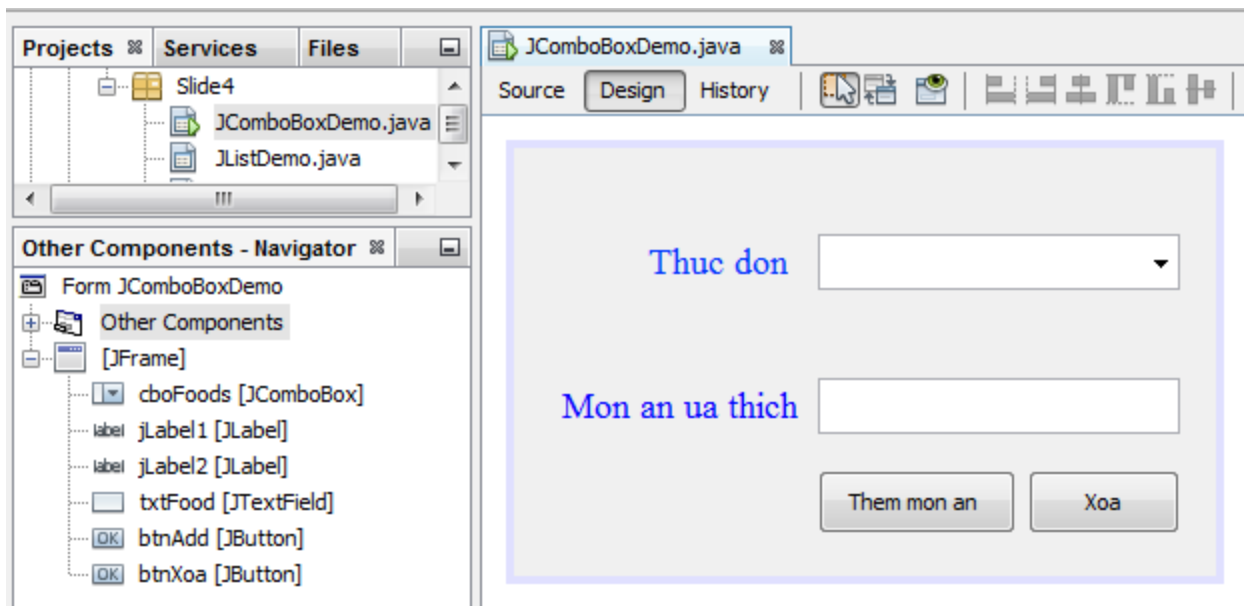 Projects Services Files
Slide4
JComboBoxDemo.java
JListDemo.java
Other Components - Navigator
Form JComboBoxDemo
Other Components
[JFrame]
cboFoods [JComboBox]
label jLabel1 [JLabel]
label jLabel2 [JLabel]
txtFood [JTextField]
OK btnAdd [JButton]
OK btnXoa [JButton]
JComboBoxDemo.java
Source Design History
Thuc don
Mon an ua thich
Them mon an Xoa